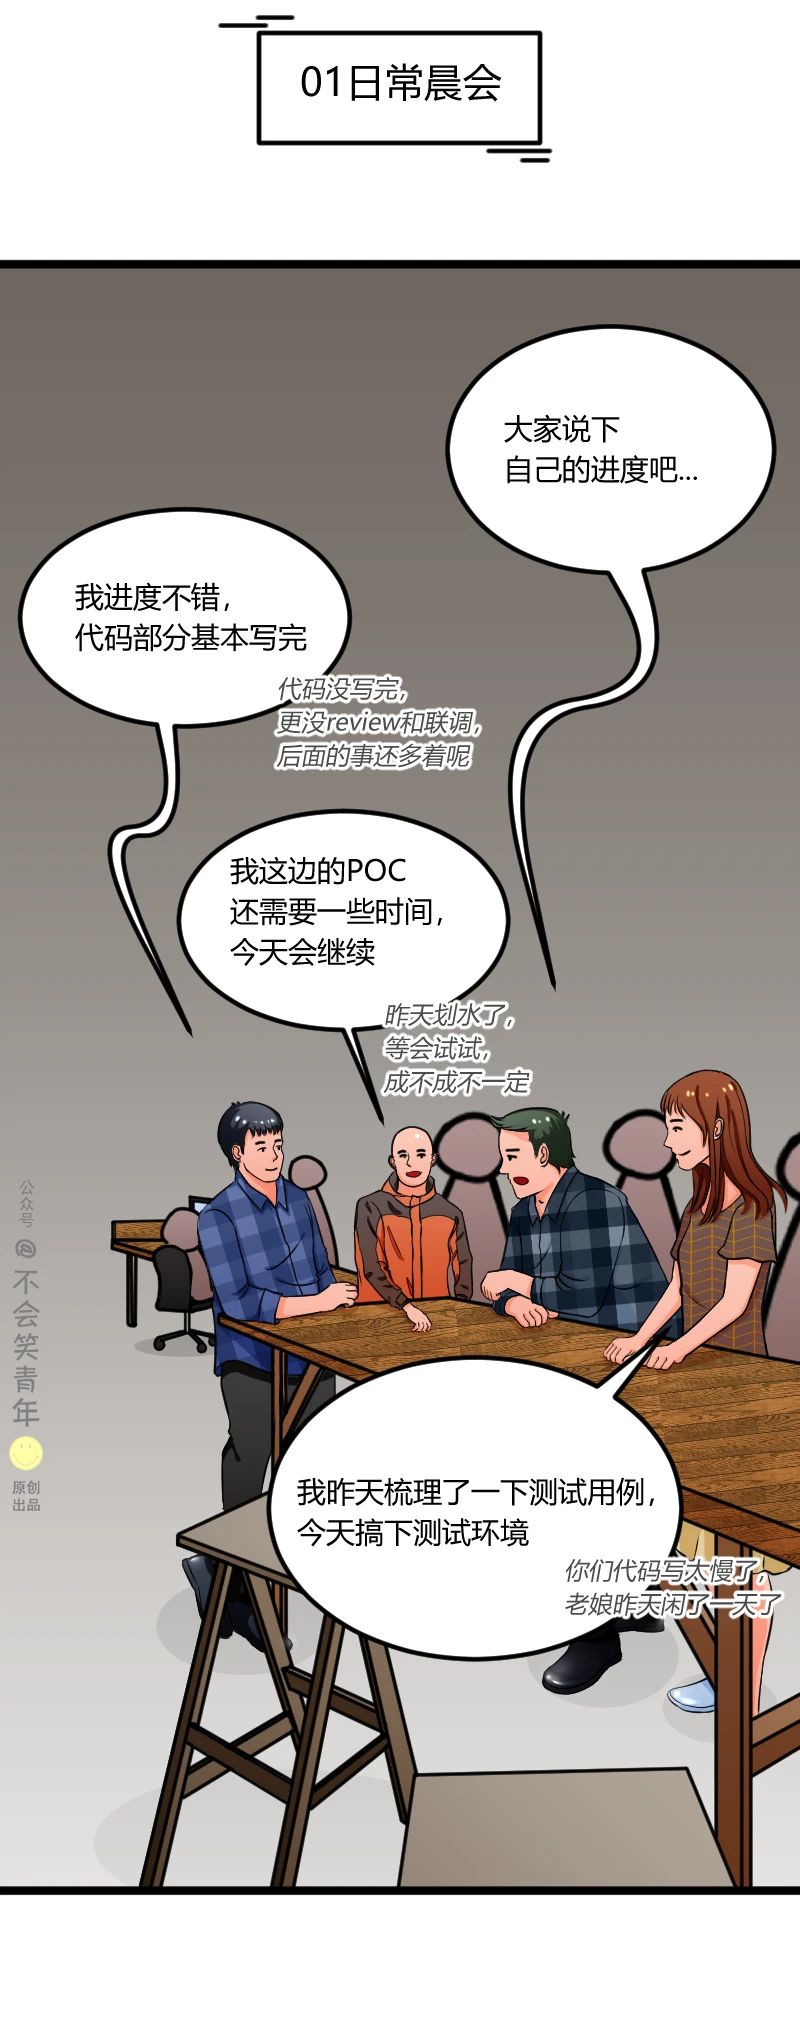 01日常晨会
大家说下
自己的进度吧...
我进度不错，
代码部分基本写完
代码没写完，
更没review和联调，
后面的事还多着呢
我这边的POC
还需要一些时间，
今天会继续
昨天划水了，
等会试试，
成不成不一定
我昨天梳理了一下测试用例，
今天搞下测试环境
你们代码写太慢了，
老娘昨天闲了一天了
公众号
@不会笑青年
原创
出品